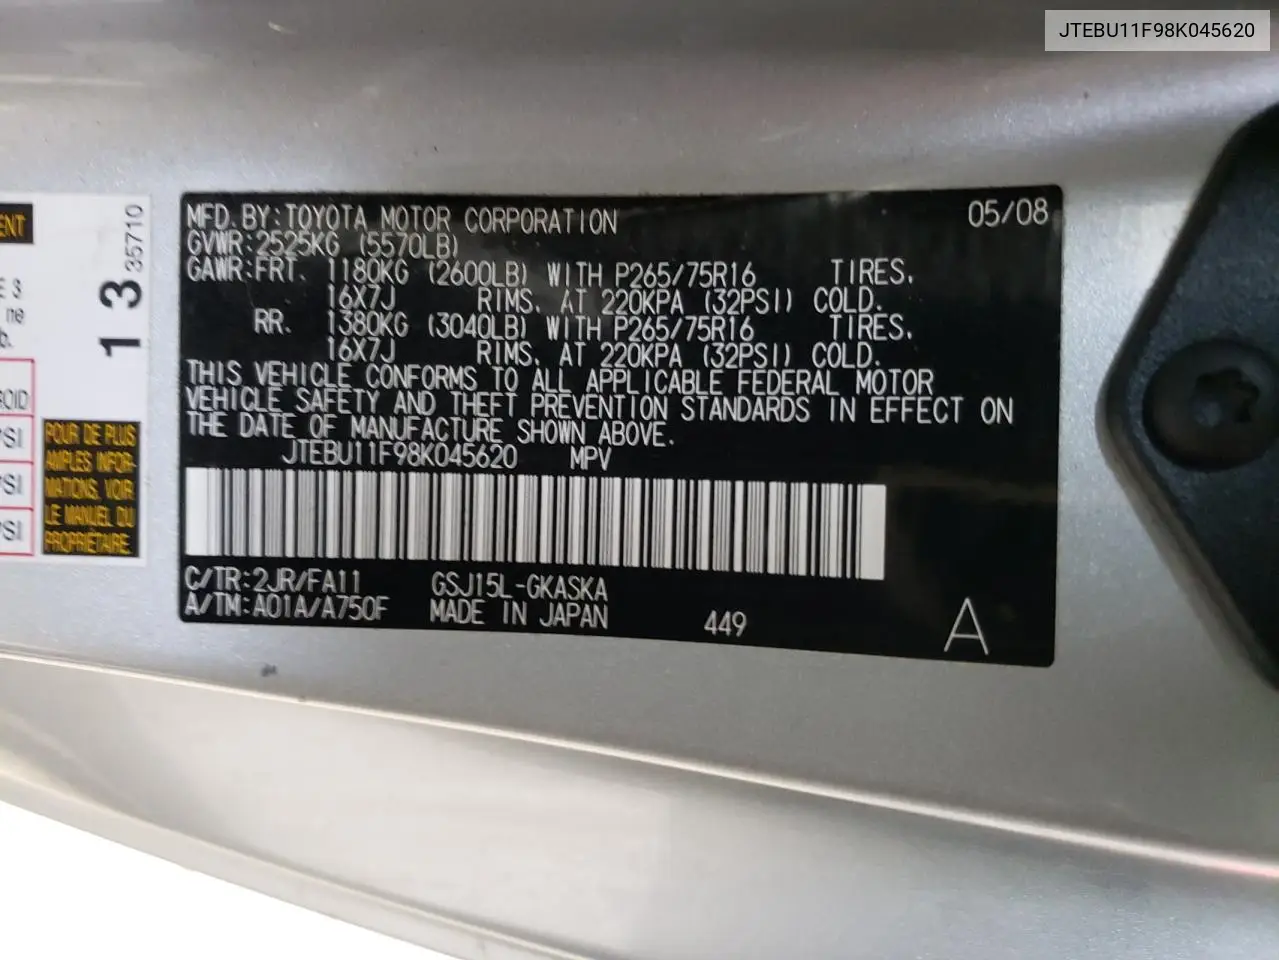 JTEBU11F98K045620
MFD. BY: TOYOTA MOTOR CORPORATION 05/08
GVWR: 2525KG (5570LB)
GAWR: FRT. 1180KG (2600LB) WITH P265/75R16 TIRES,
16X7J RIMS, AT 220KPA (32PSI) COLD.
RR. 1380KG (3040LB) WITH P265/75R16 TIRES,
16X7J RIMS, AT 220KPA (32PSI) COLD.
THIS VEHICLE CONFORMS TO ALL APPLICABLE FEDERAL MOTOR
VEHICLE SAFETY AND THEFT PREVENTION STANDARDS IN EFFECT ON
THE DATE OF MANUFACTURE SHOWN ABOVE.
JTEBU11F98K045620 MPV
C/TR: 2JR/FA11 GSJ15L-GKASKA
A/TM: A01A/A750F MADE IN JAPAN 449 A
13 35710
POUR DE PLUS
AMPLES INFOR-
MATIONS, VOIR
LE MANUEL DU
PROPRIÉTAIRE.